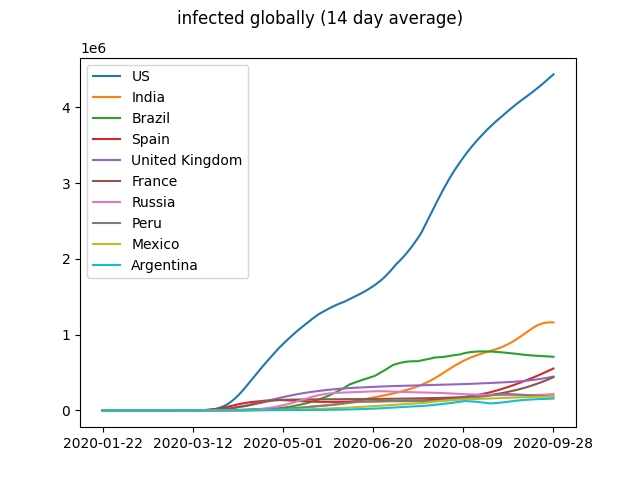 infected globally (14 day average)
1e6
4
3
2
1
0
US
India
Brazil
Spain
United Kingdom
France
Russia
Peru
Mexico
Argentina
2020-01-22 2020-03-12 2020-05-01 2020-06-20 2020-08-09 2020-09-28